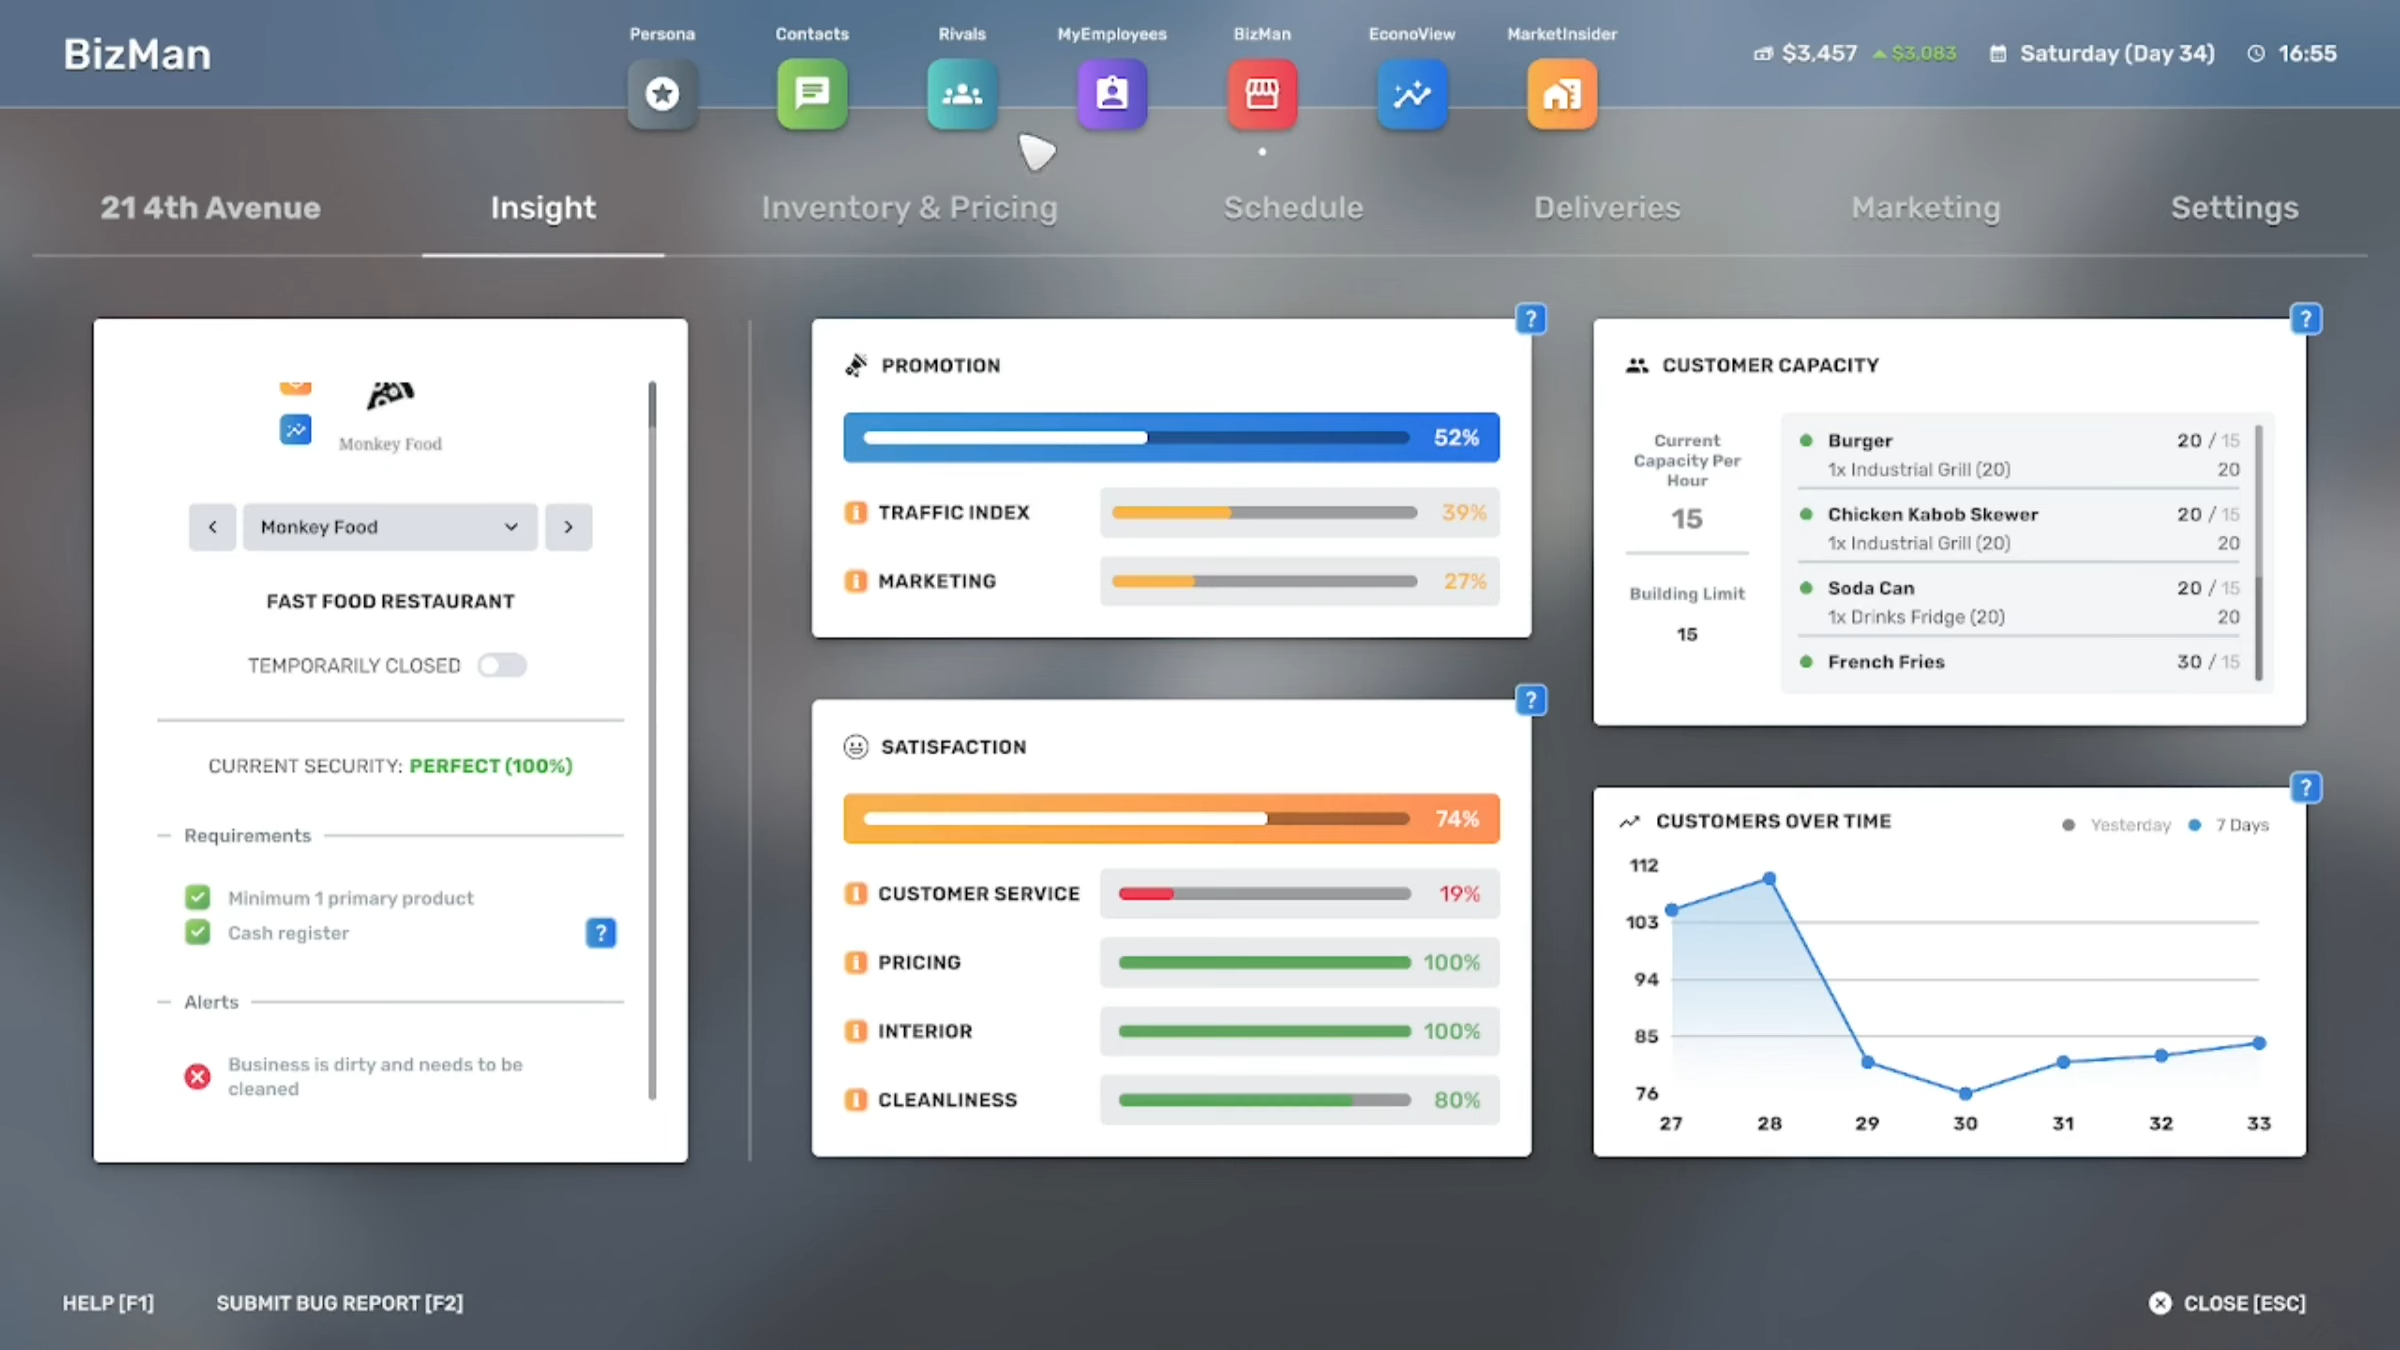 BizMan
Persona
Contacts
Rivals
MyEmployees
BizMan
EconoView
MarketInsider
$3,457
$3,083
Saturday (Day 34)
16:55
21 4th Avenue
Insight
Inventory & Pricing
Schedule
Deliveries
Marketing
Settings
Monkey Food
Monkey Food
FAST FOOD RESTAURANT
TEMPORARILY CLOSED
CURRENT SECURITY: PERFECT (100%)
Requirements
Minimum 1 primary product
Cash register
?
Alerts
Business is dirty and needs to be
cleaned
?
PROMOTION
52%
TRAFFIC INDEX
39%
MARKETING
27%
?
SATISFACTION
74%
CUSTOMER SERVICE
19%
PRICING
100%
INTERIOR
100%
CLEANLINESS
80%
?
CUSTOMER CAPACITY
Current
Capacity Per
Hour
15
Building Limit
15
Burger 20 / 15
1x Industrial Grill (20) 20
Chicken Kabob Skewer 20 / 15
1x Industrial Grill (20) 20
Soda Can 20 / 15
1x Drinks Fridge (20) 20
French Fries 30 / 15
?
CUSTOMERS OVER TIME
Yesterday
7 Days
112
103
94
85
76
27 28 29 30 31 32 33
HELP [F1]
SUBMIT BUG REPORT [F2]
CLOSE [ESC]